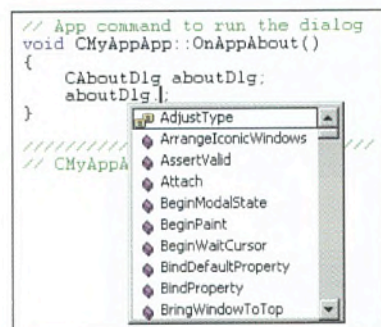 // App command to run the dialog
void CMyAppApp::OnAppAbout()
{
CAboutDlg aboutDlg;
aboutDlg.;
}
AdjustType
/////////////// ///
ArrangeIconicWindows
// CMyAppA
AssertValid
Attach
BeginModalState
BeginPaint
BeginWaitCursor
BindDefaultProperty
BindProperty
BringWindowToTop